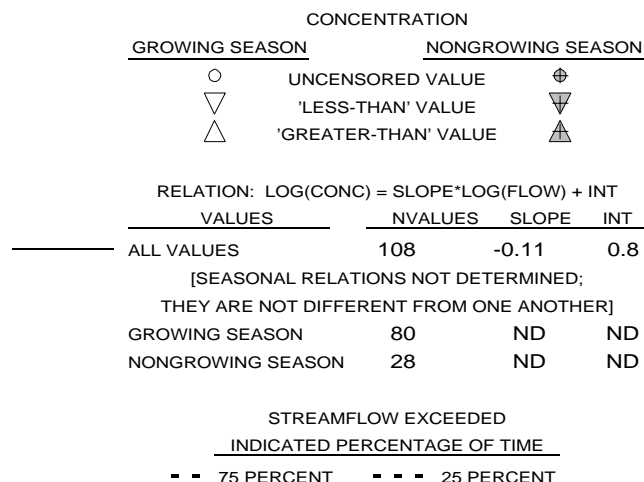 CONCENTRATION
GROWING SEASON NONGROWING SEASON
UNCENSORED VALUE
'LESS-THAN' VALUE
'GREATER-THAN' VALUE
RELATION: LOG(CONC) = SLOPE*LOG(FLOW) + INT
VALUES NVALUES SLOPE INT
ALL VALUES 108 -0.11 0.8
[SEASONAL RELATIONS NOT DETERMINED;
THEY ARE NOT DIFFERENT FROM ONE ANOTHER]
GROWING SEASON 80 ND ND
NONGROWING SEASON 28 ND ND
STREAMFLOW EXCEEDED
INDICATED PERCENTAGE OF TIME
75 PERCENT 25 PERCENT